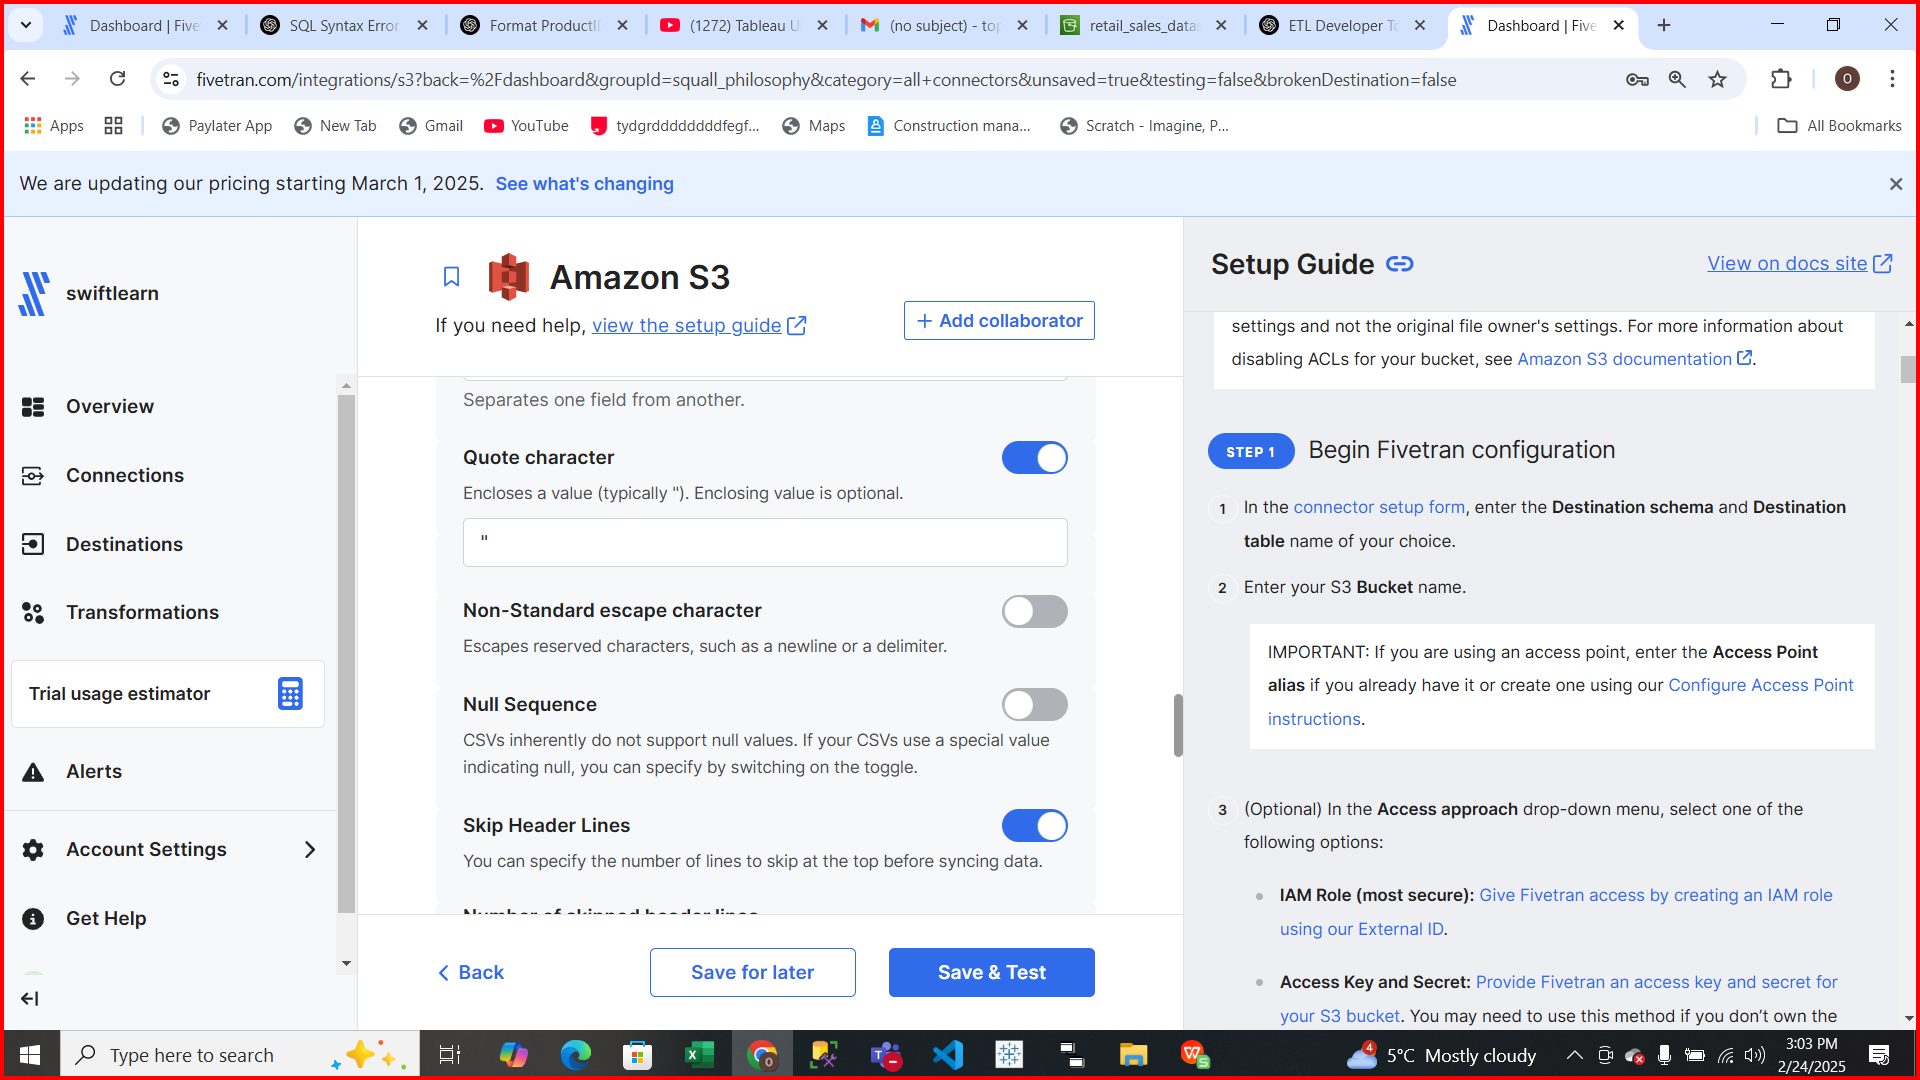 Dashboard | Five
SQL Syntax Error
Format ProductI
(1272) Tableau U
(no subject) - top
retail_sales_datas
ETL Developer To
Dashboard | Five
fivetran.com/integrations/s3?back=%2Fdashboard&groupId=squall_philosophy&category=all+connectors&unsaved=true&testing=false&brokenDestination=false
O
Apps
Paylater App
New Tab
Gmail
YouTube
tydgrdddddddfegf...
Maps
Construction mana...
Scratch - Imagine, P...
All Bookmarks
We are updating our pricing starting March 1, 2025. See what's changing
swiftlearn
Overview
Connections
Destinations
Transformations
Trial usage estimator
Alerts
Account Settings
Get Help
Amazon S3
If you need help, view the setup guide
+ Add collaborator
Separates one field from another.
Quote character
Encloses a value (typically "). Enclosing value is optional.
"
Non-Standard escape character
Escapes reserved characters, such as a newline or a delimiter.
Null Sequence
CSVs inherently do not support null values. If your CSVs use a special value
indicating null, you can specify by switching on the toggle.
Skip Header Lines
You can specify the number of lines to skip at the top before syncing data.
Number of skipped header lines
Back
Save for later
Save & Test
Setup Guide
View on docs site
settings and not the original file owner's settings. For more information about
disabling ACLs for your bucket, see Amazon S3 documentation.
STEP 1 Begin Fivetran configuration
1 In the connector setup form, enter the Destination schema and Destination
table name of your choice.
2 Enter your S3 Bucket name.
IMPORTANT: If you are using an access point, enter the Access Point
alias if you already have it or create one using our Configure Access Point
instructions.
3 (Optional) In the Access approach drop-down menu, select one of the
following options:
IAM Role (most secure): Give Fivetran access by creating an IAM role
using our External ID.
Access Key and Secret: Provide Fivetran an access key and secret for
your S3 bucket. You may need to use this method if you don't own the
Type here to search
4
5°C Mostly cloudy
3:03 PM
2/24/2025